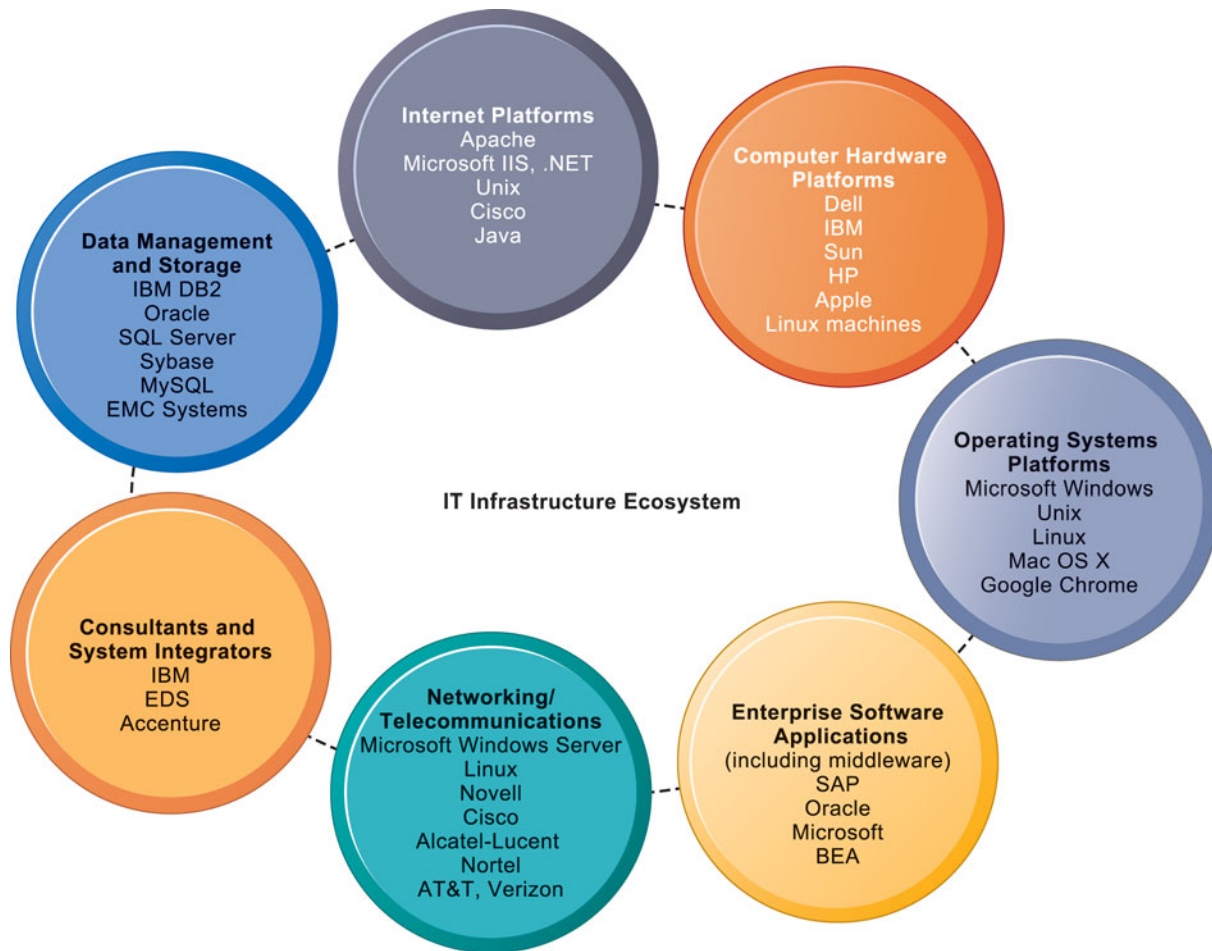 Internet Platforms
Apache
Microsoft IIS, .NET
Unix
Cisco
Java
Computer Hardware
Platforms
Dell
IBM
Sun
HP
Apple
Linux machines
Data Management
and Storage
IBM DB2
Oracle
SQL Server
Sybase
MySQL
EMC Systems
Operating Systems
Platforms
Microsoft Windows
Unix
Linux
Mac OS X
Google Chrome
IT Infrastructure Ecosystem
Consultants and
System Integrators
IBM
EDS
Accenture
Networking/
Telecommunications
Microsoft Windows Server
Linux
Novell
Cisco
Alcatel-Lucent
Nortel
AT&T, Verizon
Enterprise Software
Applications
(including middleware)
SAP
Oracle
Microsoft
BEA